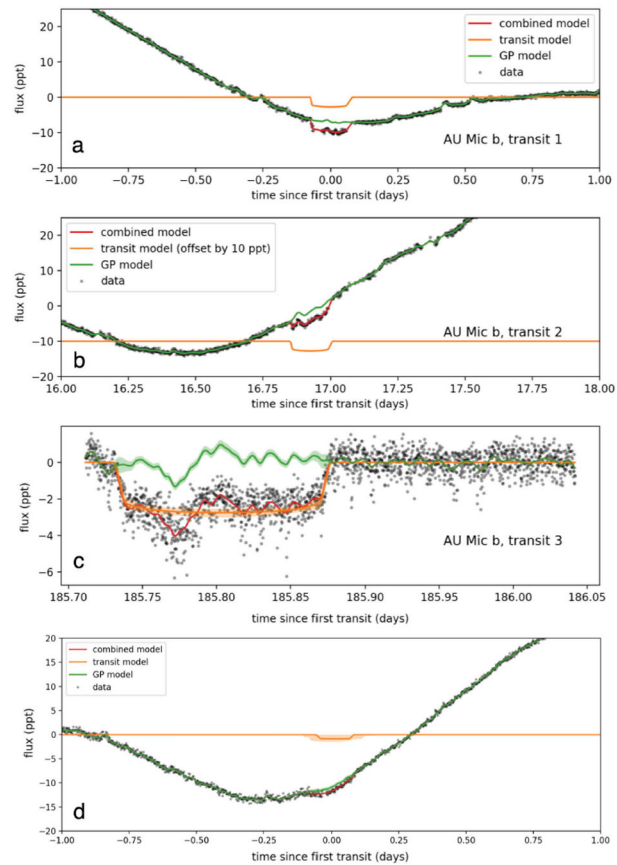 20
10
0
−10
−20
flux (ppt)
combined model
transit model
GP model
data
a
AU Mic b, transit 1
−1.00 −0.75 −0.50 −0.25 0.00 0.25 0.50 0.75 1.00
time since first transit (days)
20
10
0
−10
−20
flux (ppt)
combined model
transit model (offset by 10 ppt)
GP model
data
b
AU Mic b, transit 2
16.00 16.25 16.50 16.75 17.00 17.25 17.50 17.75 18.00
time since first transit (days)
2
0
−2
−4
−6
flux (ppt)
c
AU Mic b, transit 3
185.70 185.75 185.80 185.85 185.90 185.95 186.00 186.05
time since first transit (days)
20
15
10
5
0
−5
−10
−15
−20
flux (ppt)
combined model
transit model
GP model
data
d
−1.00 −0.75 −0.50 −0.25 0.00 0.25 0.50 0.75 1.00
time since first transit (days)